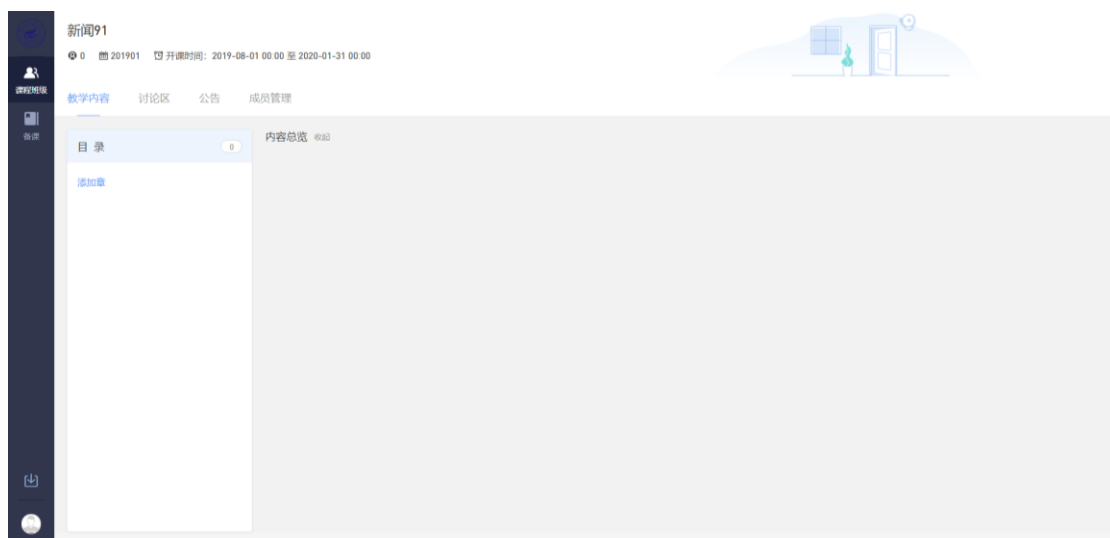 新闻91
0 201901 开课时间：2019-08-01 00:00 至 2020-01-31 00:00
课程班级
教学内容 讨论区 公告 成员管理
备课
目录 0
内容总览 收起
添加章